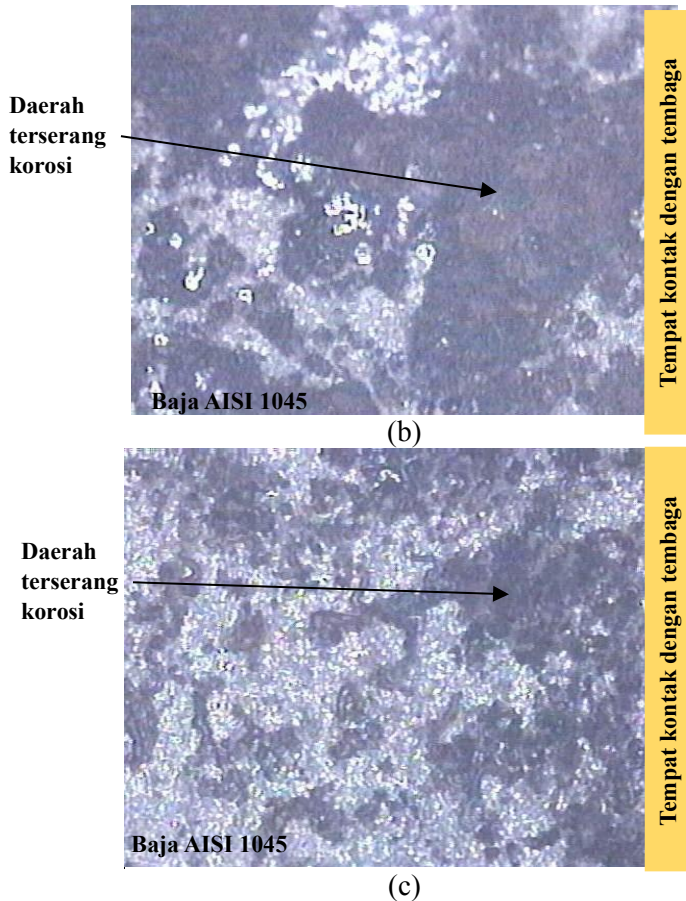 Daerah
terserang
korosi
Tempat kontak dengan tembaga
Baja AISI 1045
(b)
Daerah
terserang
korosi
Tempat kontak dengan tembaga
Baja AISI 1045
(c)